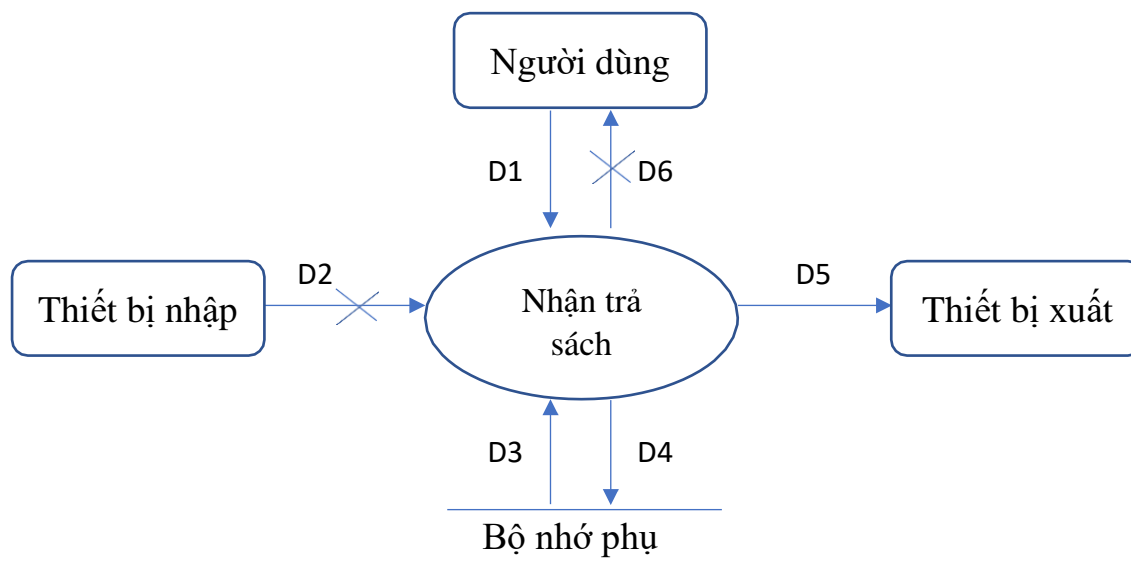 Người dùng
D1
D6
Thiết bị nhập
D2
Nhận trả
sách
D5
Thiết bị xuất
D3
D4
Bộ nhớ phụ